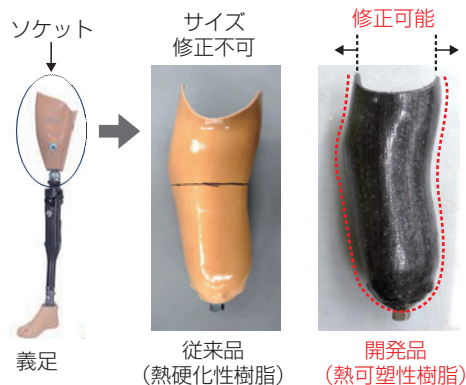 ソケット
サイズ
修正不可
修正可能
義足
従来品
（熱硬化性樹脂）
開発品
（熱可塑性樹脂）